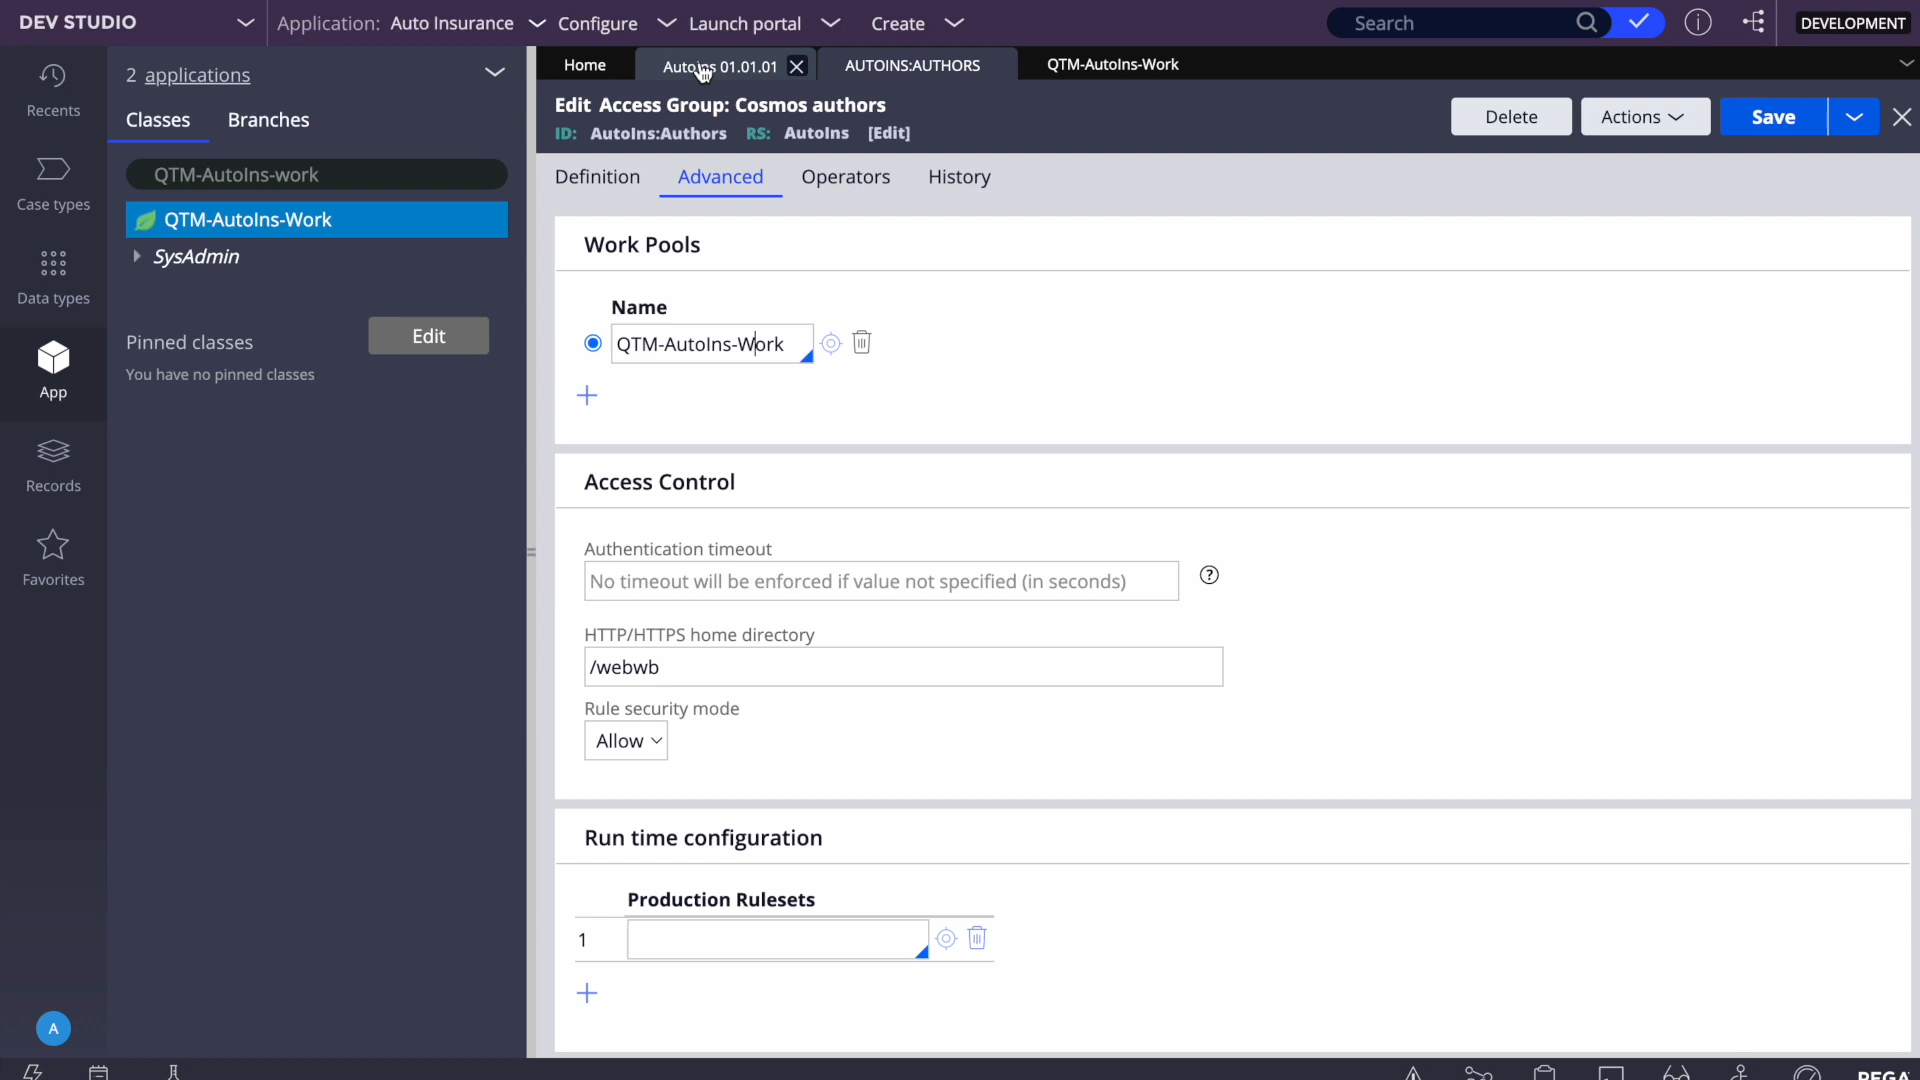 DEV STUDIO
Application: Auto Insurance
Configure
Launch portal
Create
Search
DEVELOPMENT
Recents
Case types
Data types
App
Records
Favorites
A
2 applications
Classes
Branches
QTM-AutoIns-work
QTM-AutoIns-Work
SysAdmin
Pinned classes
Edit
You have no pinned classes
Home
AutoIns 01.01.01
AUTOINS:AUTHORS
QTM-AutoIns-Work
Edit Access Group: Cosmos authors
ID: AutoIns:Authors RS: AutoIns [Edit]
Delete
Actions
Save
Definition
Advanced
Operators
History
Work Pools
Name
QTM-AutoIns-Work
Access Control
Authentication timeout
No timeout will be enforced if value not specified (in seconds)
HTTP/HTTPS home directory
/webwb
Rule security mode
Allow
Run time configuration
Production Rulesets
1
PEGA